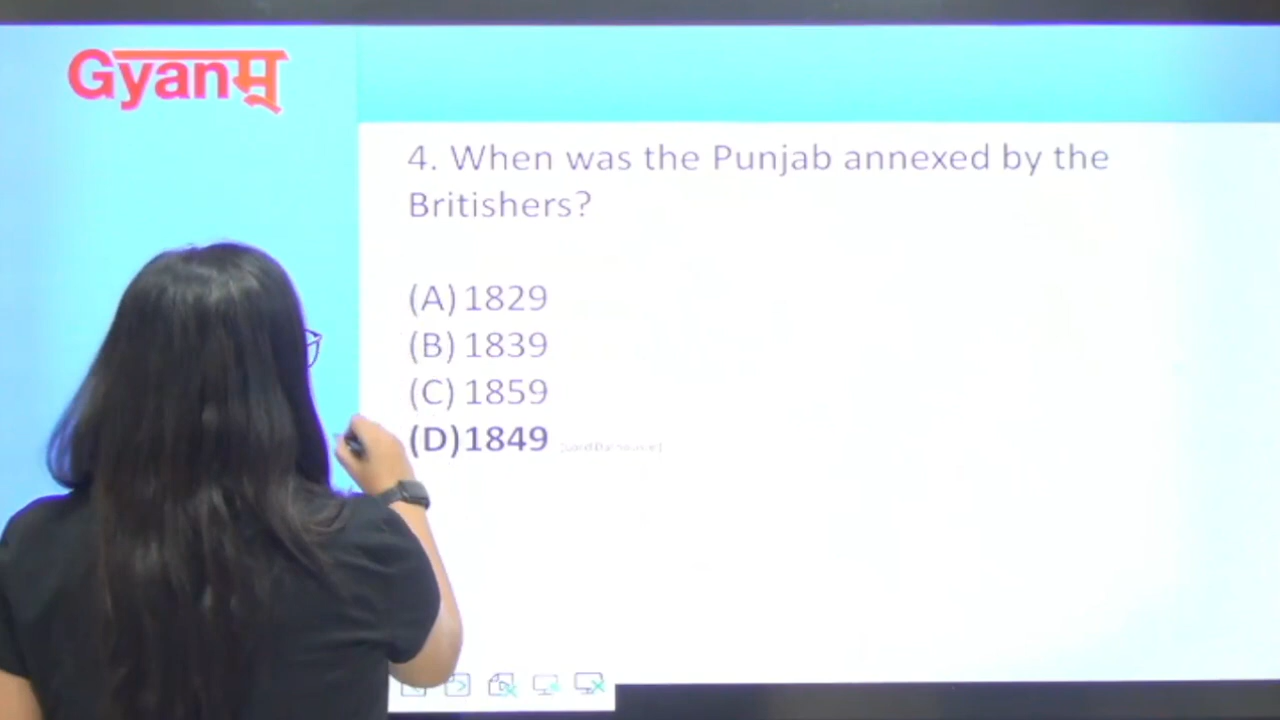 Gyanम्
4. When was the Punjab annexed by the
Britishers?
(A) 1829
(B) 1839
(C) 1859
(D) 1849